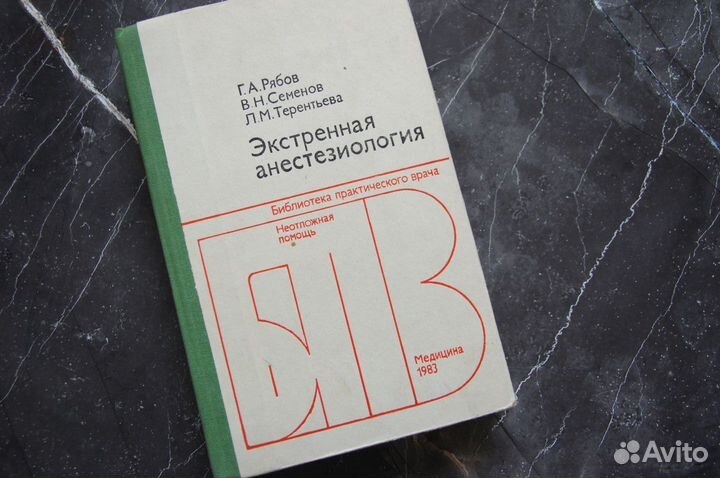 Г.А.Рябов
В.Н.Семенов
Л.М.Терентьева
Экстренная
анестезиология
Библиотека практического врача
Неотложная
помощь
БПВ
Медицина
1983
Avito